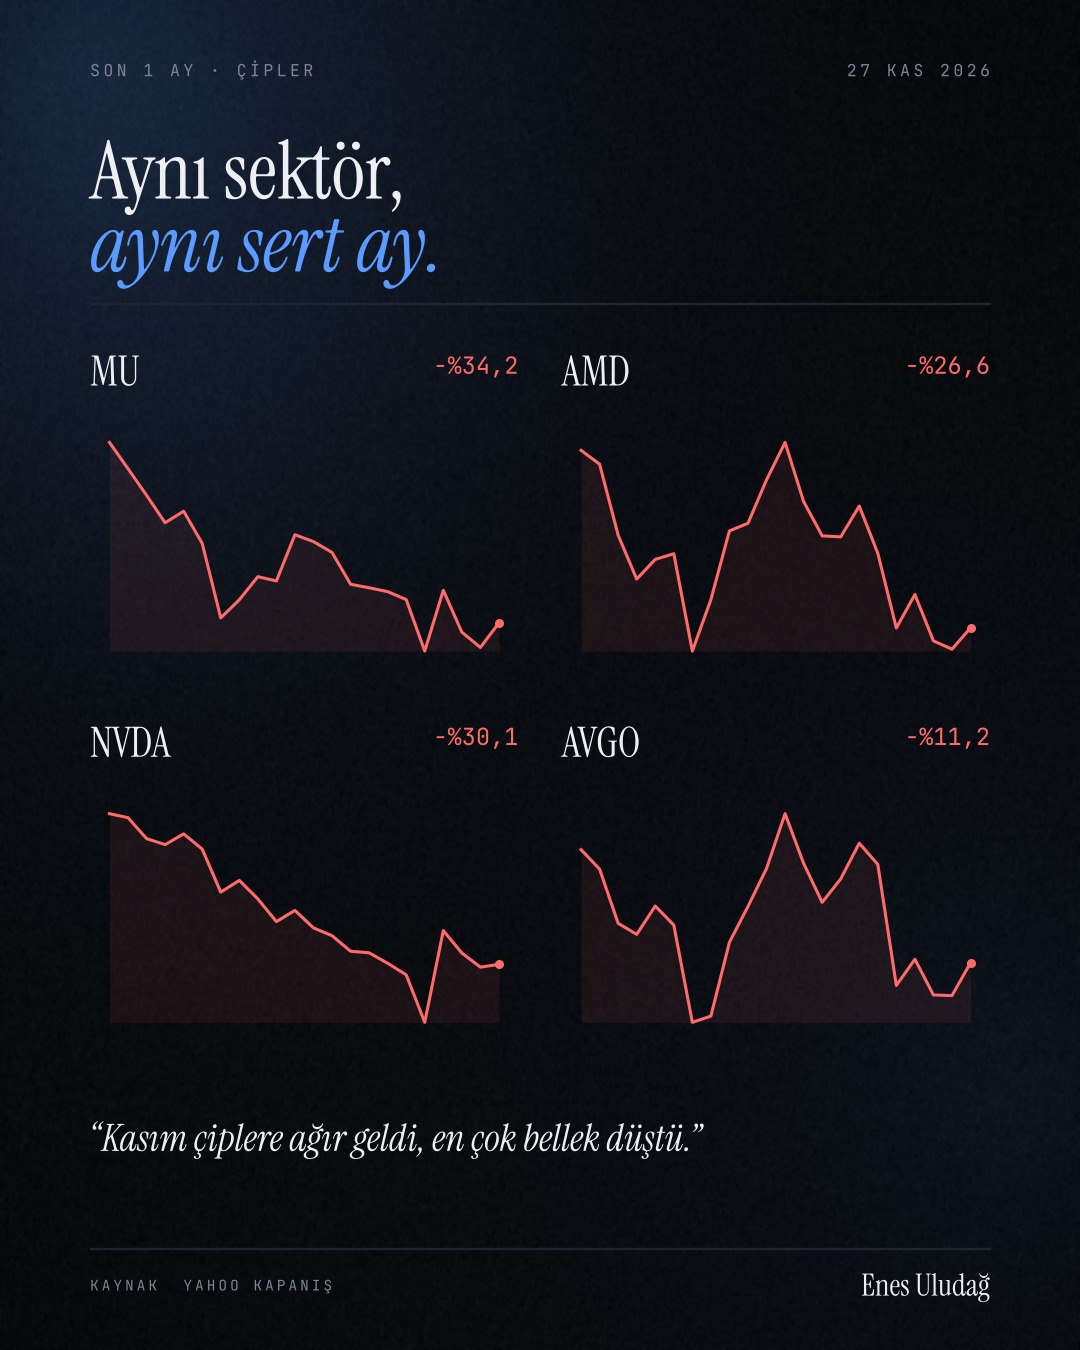 SON 1 AY · ÇİPLER
27 KAS 2026
Aynı sektör,
aynı sert ay.
MU
-%34,2
AMD
-%26,6
NVDA
-%30,1
AVGO
-%11,2
“Kasım çiplere ağır geldi, en çok bellek düştü.”
KAYNAK YAHOO KAPANIŞ
Enes Uludağ